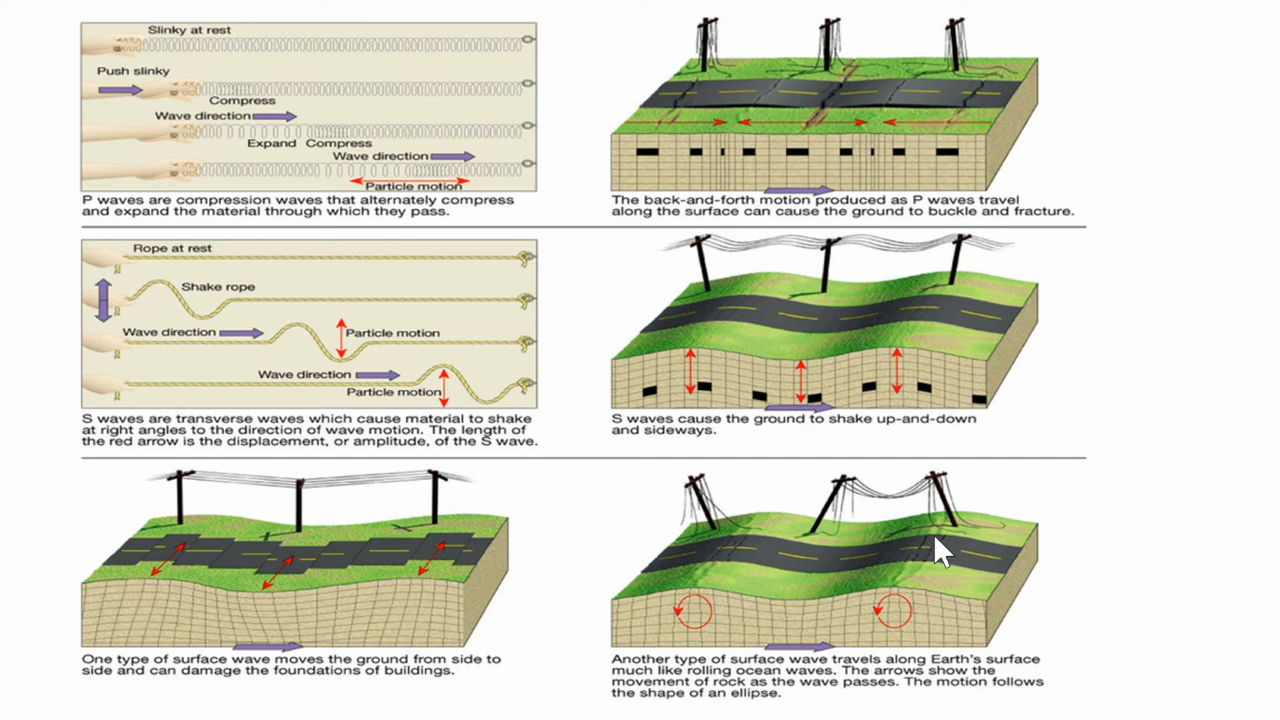 Slinky at rest
Push slinky
Compress
Wave direction
Expand Compress
Wave direction
Particle motion
P waves are compression waves that alternately compress
and expand the material through which they pass.
The back-and-forth motion produced as P waves travel
along the surface can cause the ground to buckle and fracture.
Rope at rest
Shake rope
Wave direction
Particle motion
Wave direction
Particle motion
S waves are transverse waves which cause material to shake
at right angles to the direction of wave motion. The length of
the red arrow is the displacement, or amplitude, of the S wave.
S waves cause the ground to shake up-and-down
and sideways.
One type of surface wave moves the ground from side to
side and can damage the foundations of buildings.
Another type of surface wave travels along Earth's surface
much like rolling ocean waves. The arrows show the
movement of rock as the wave passes. The motion follows
the shape of an ellipse.